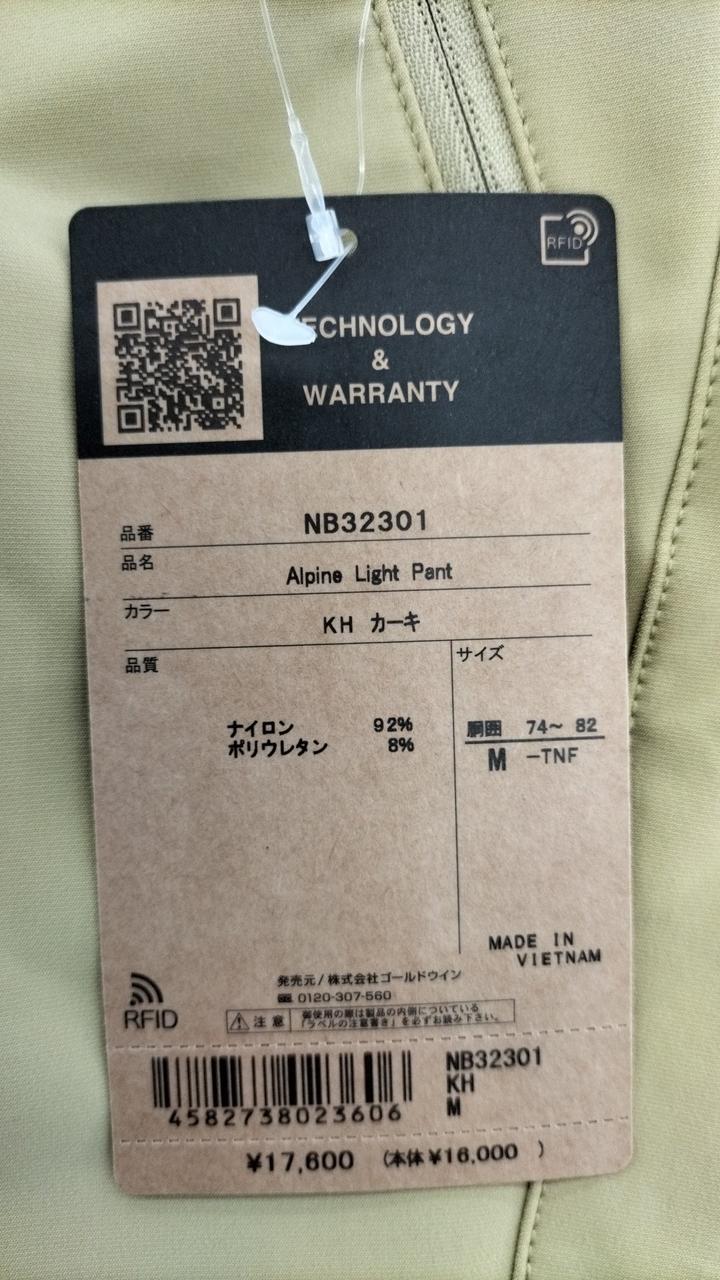 RFID
TECHNOLOGY
&
WARRANTY
品番 NB32301
品名 Alpine Light Pant
カラー KH カーキ
品質
ナイロン 92%
ポリウレタン 8%
サイズ
胴囲 74~ 82
M -TNF
MADE IN
VIETNAM
RFID
発売元/株式会社ゴールドウイン
0120-307-560
注意 御使用の際は製品の内側についている
「ラベルの注意書き」を必ずお読み下さい。
4582738023606
NB32301
KH
M
¥17,600 (本体¥16,000 )